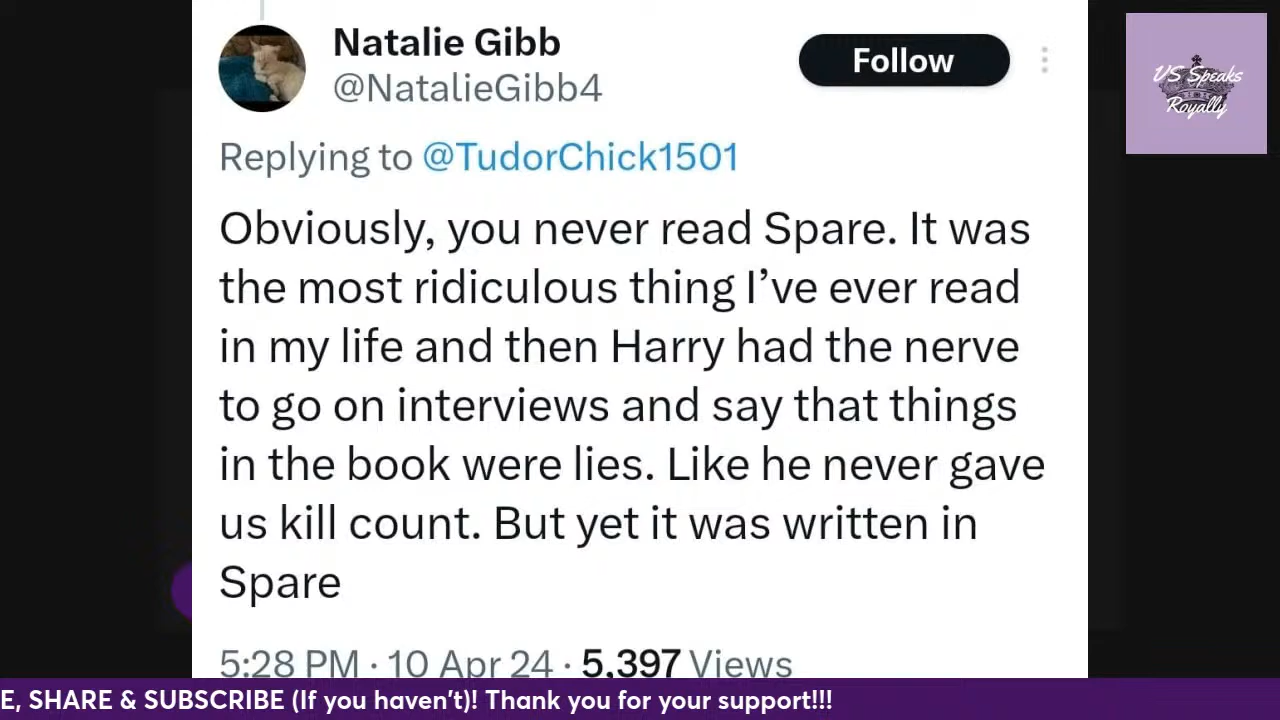 Natalie Gibb
@NatalieGibb4
Follow
VS Speaks
Royally
Replying to @TudorChick1501
Obviously, you never read Spare. It was
the most ridiculous thing I’ve ever read
in my life and then Harry had the nerve
to go on interviews and say that things
in the book were lies. Like he never gave
us kill count. But yet it was written in
Spare
5:28 PM · 10 Apr 24 · 5,397 Views
E, SHARE & SUBSCRIBE (If you haven't)! Thank you for your support!!!